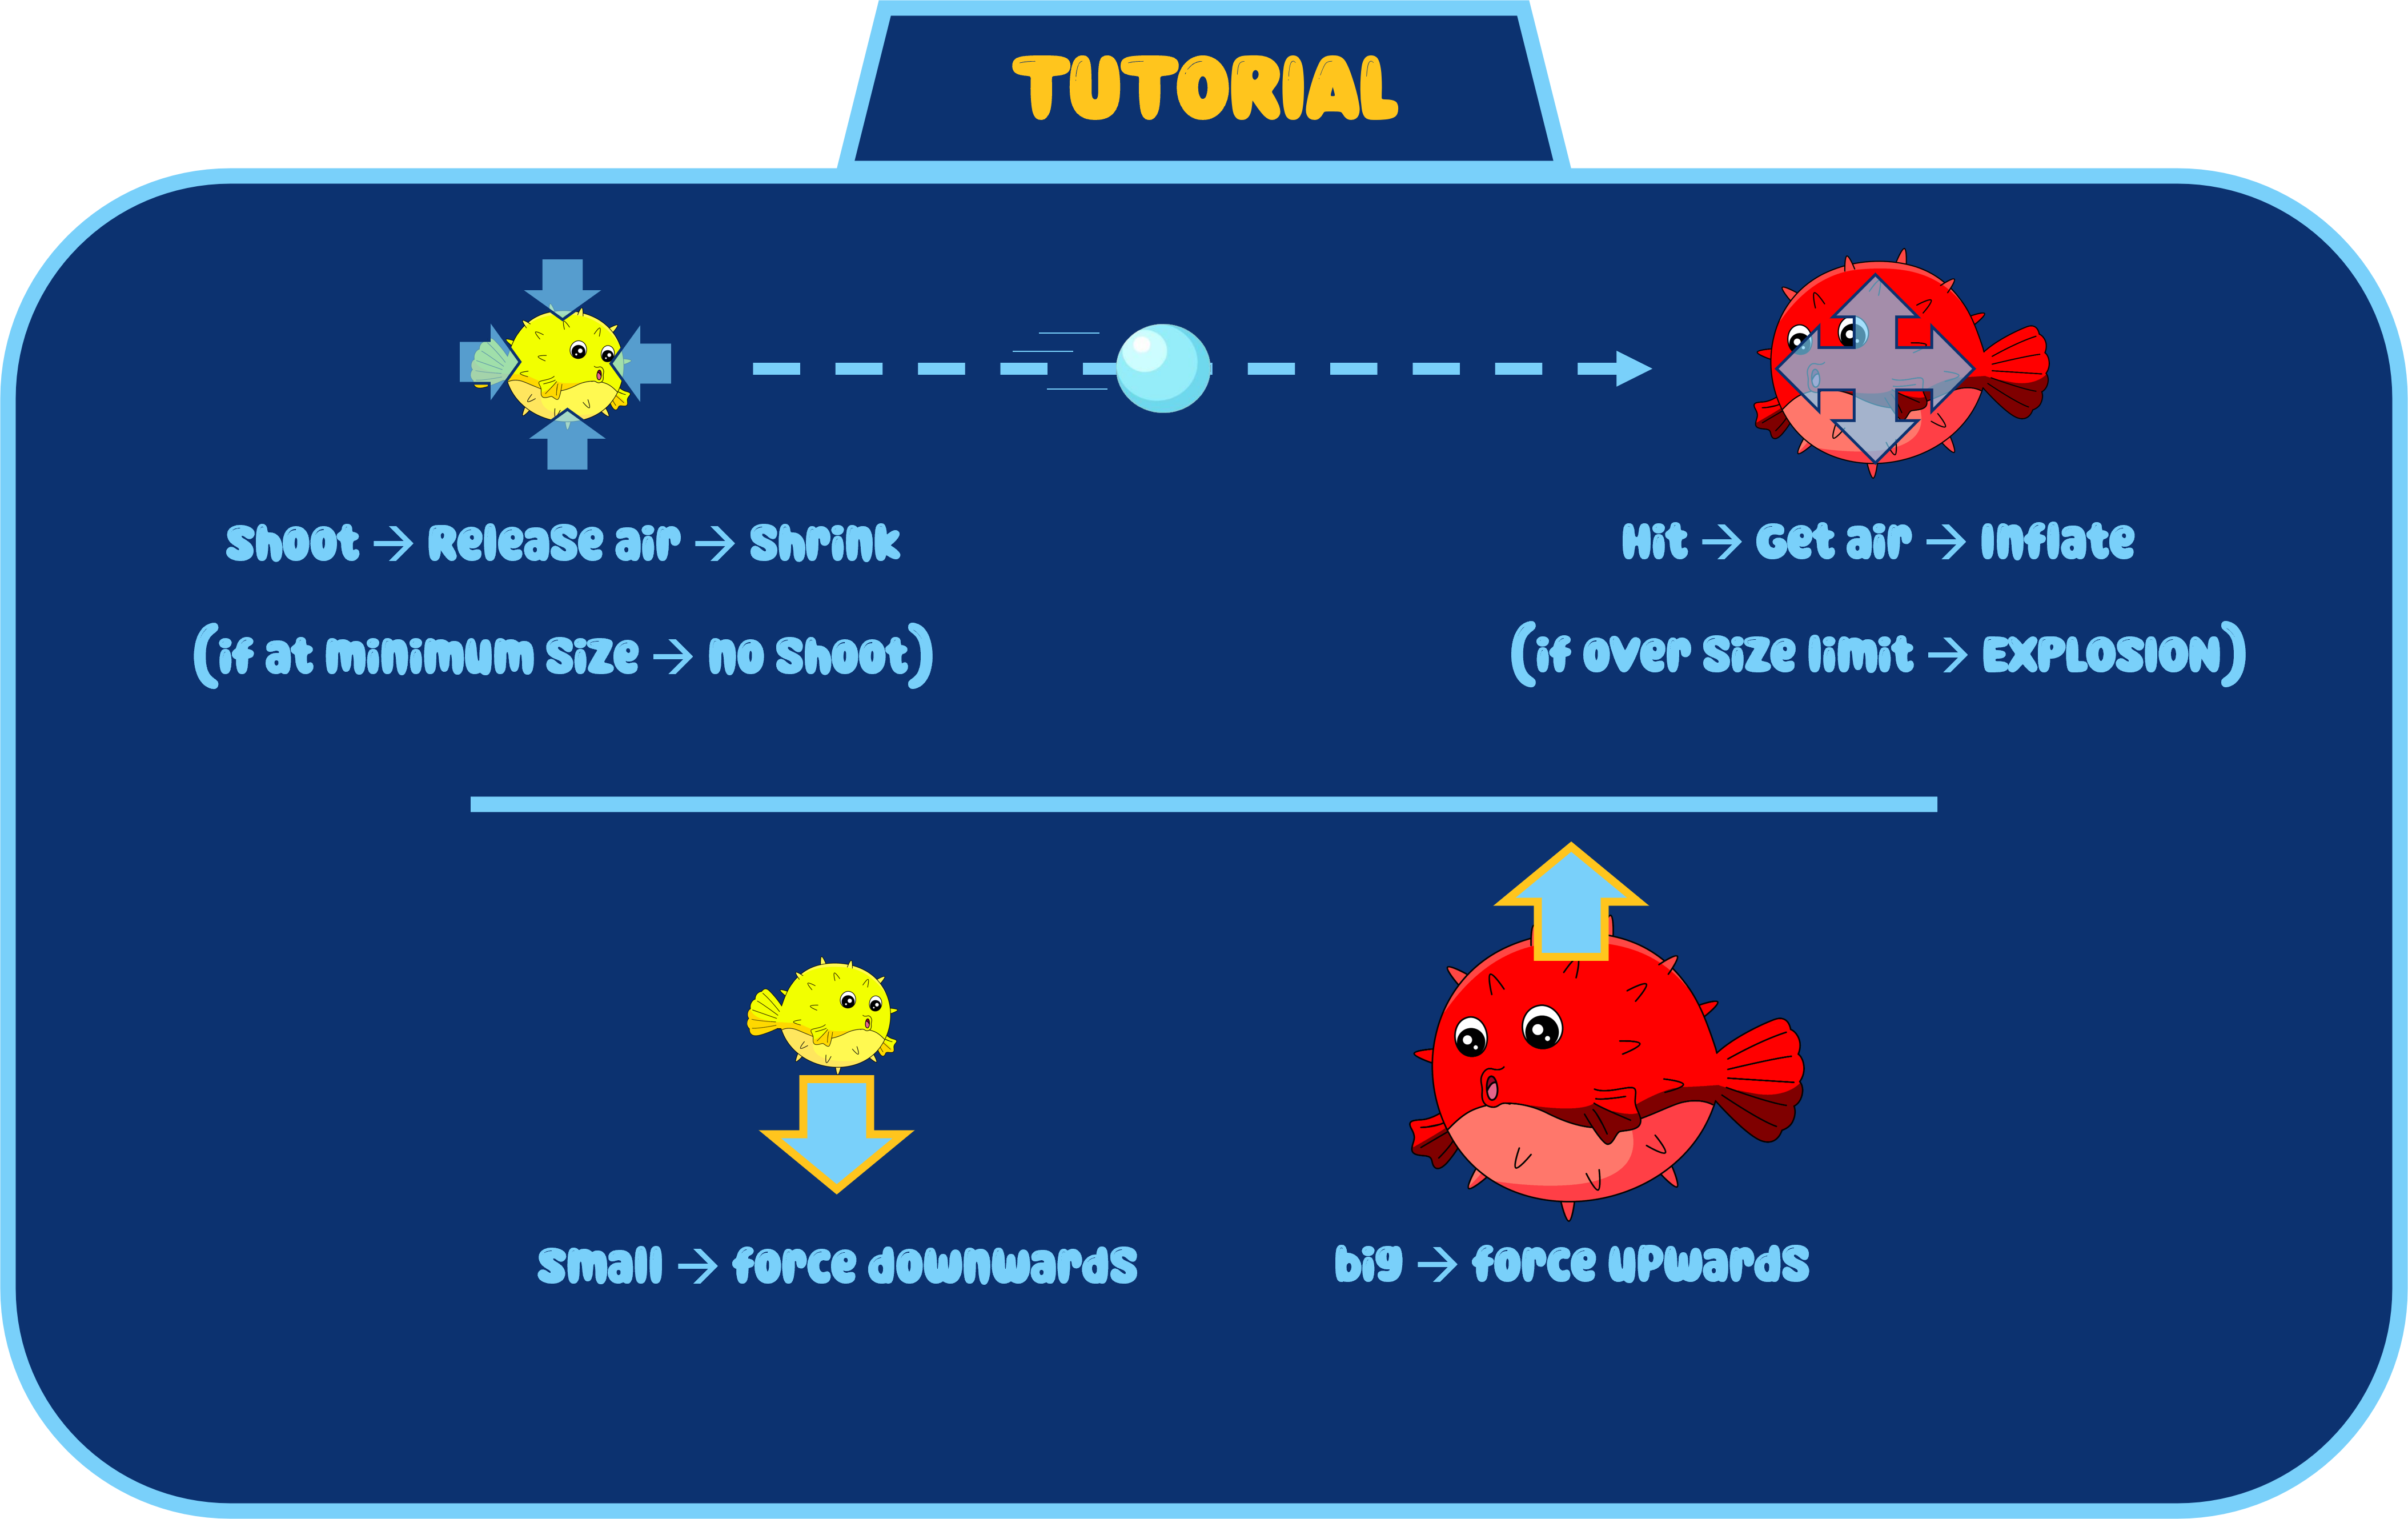 TUTORIAL
Shoot → Release air → Shrink
Hit → Get air → Inflate
(if at minimum size → no shoot)
(if over size limit → EXPLOSION)
Small → force downwards
big → force upwards